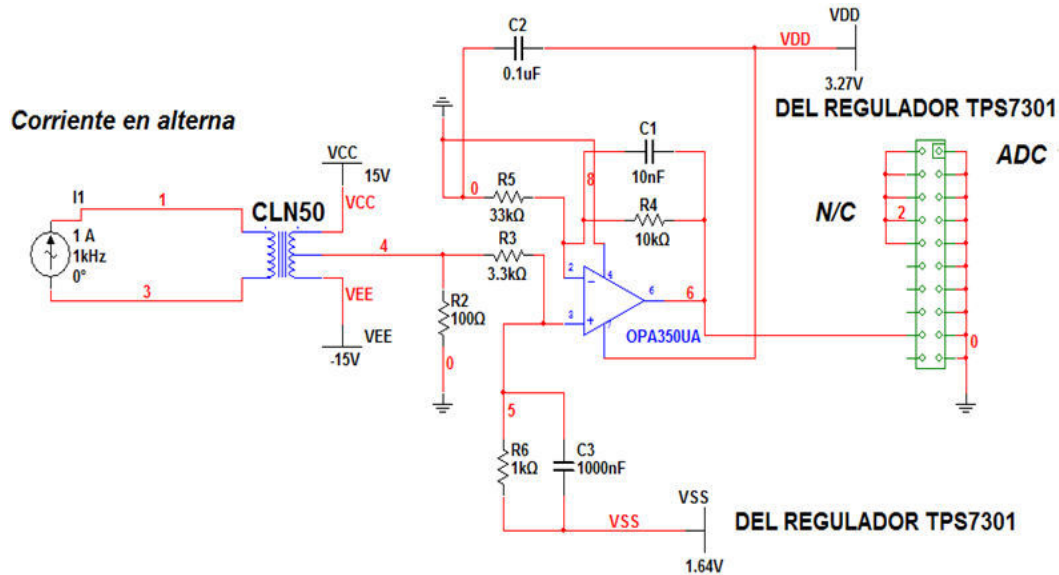 C2
0.1uF
VDD
VDD
3.27V
DEL REGULADOR TPS7301
Corriente en alterna
ADC
N/C
2
C1
10nF
8
VCC
15V
VCC
I1
1 A
1kHz
0°
1
3
CLN50
4
VEE
VEE
-15V
0
R5
33kΩ
R3
3.3kΩ
R4
10kΩ
R2
100Ω
0
2
3
4
7
6
6
OPA350UA
0
5
R6
1kΩ
C3
1000nF
VSS
VSS
1.64V
DEL REGULADOR TPS7301